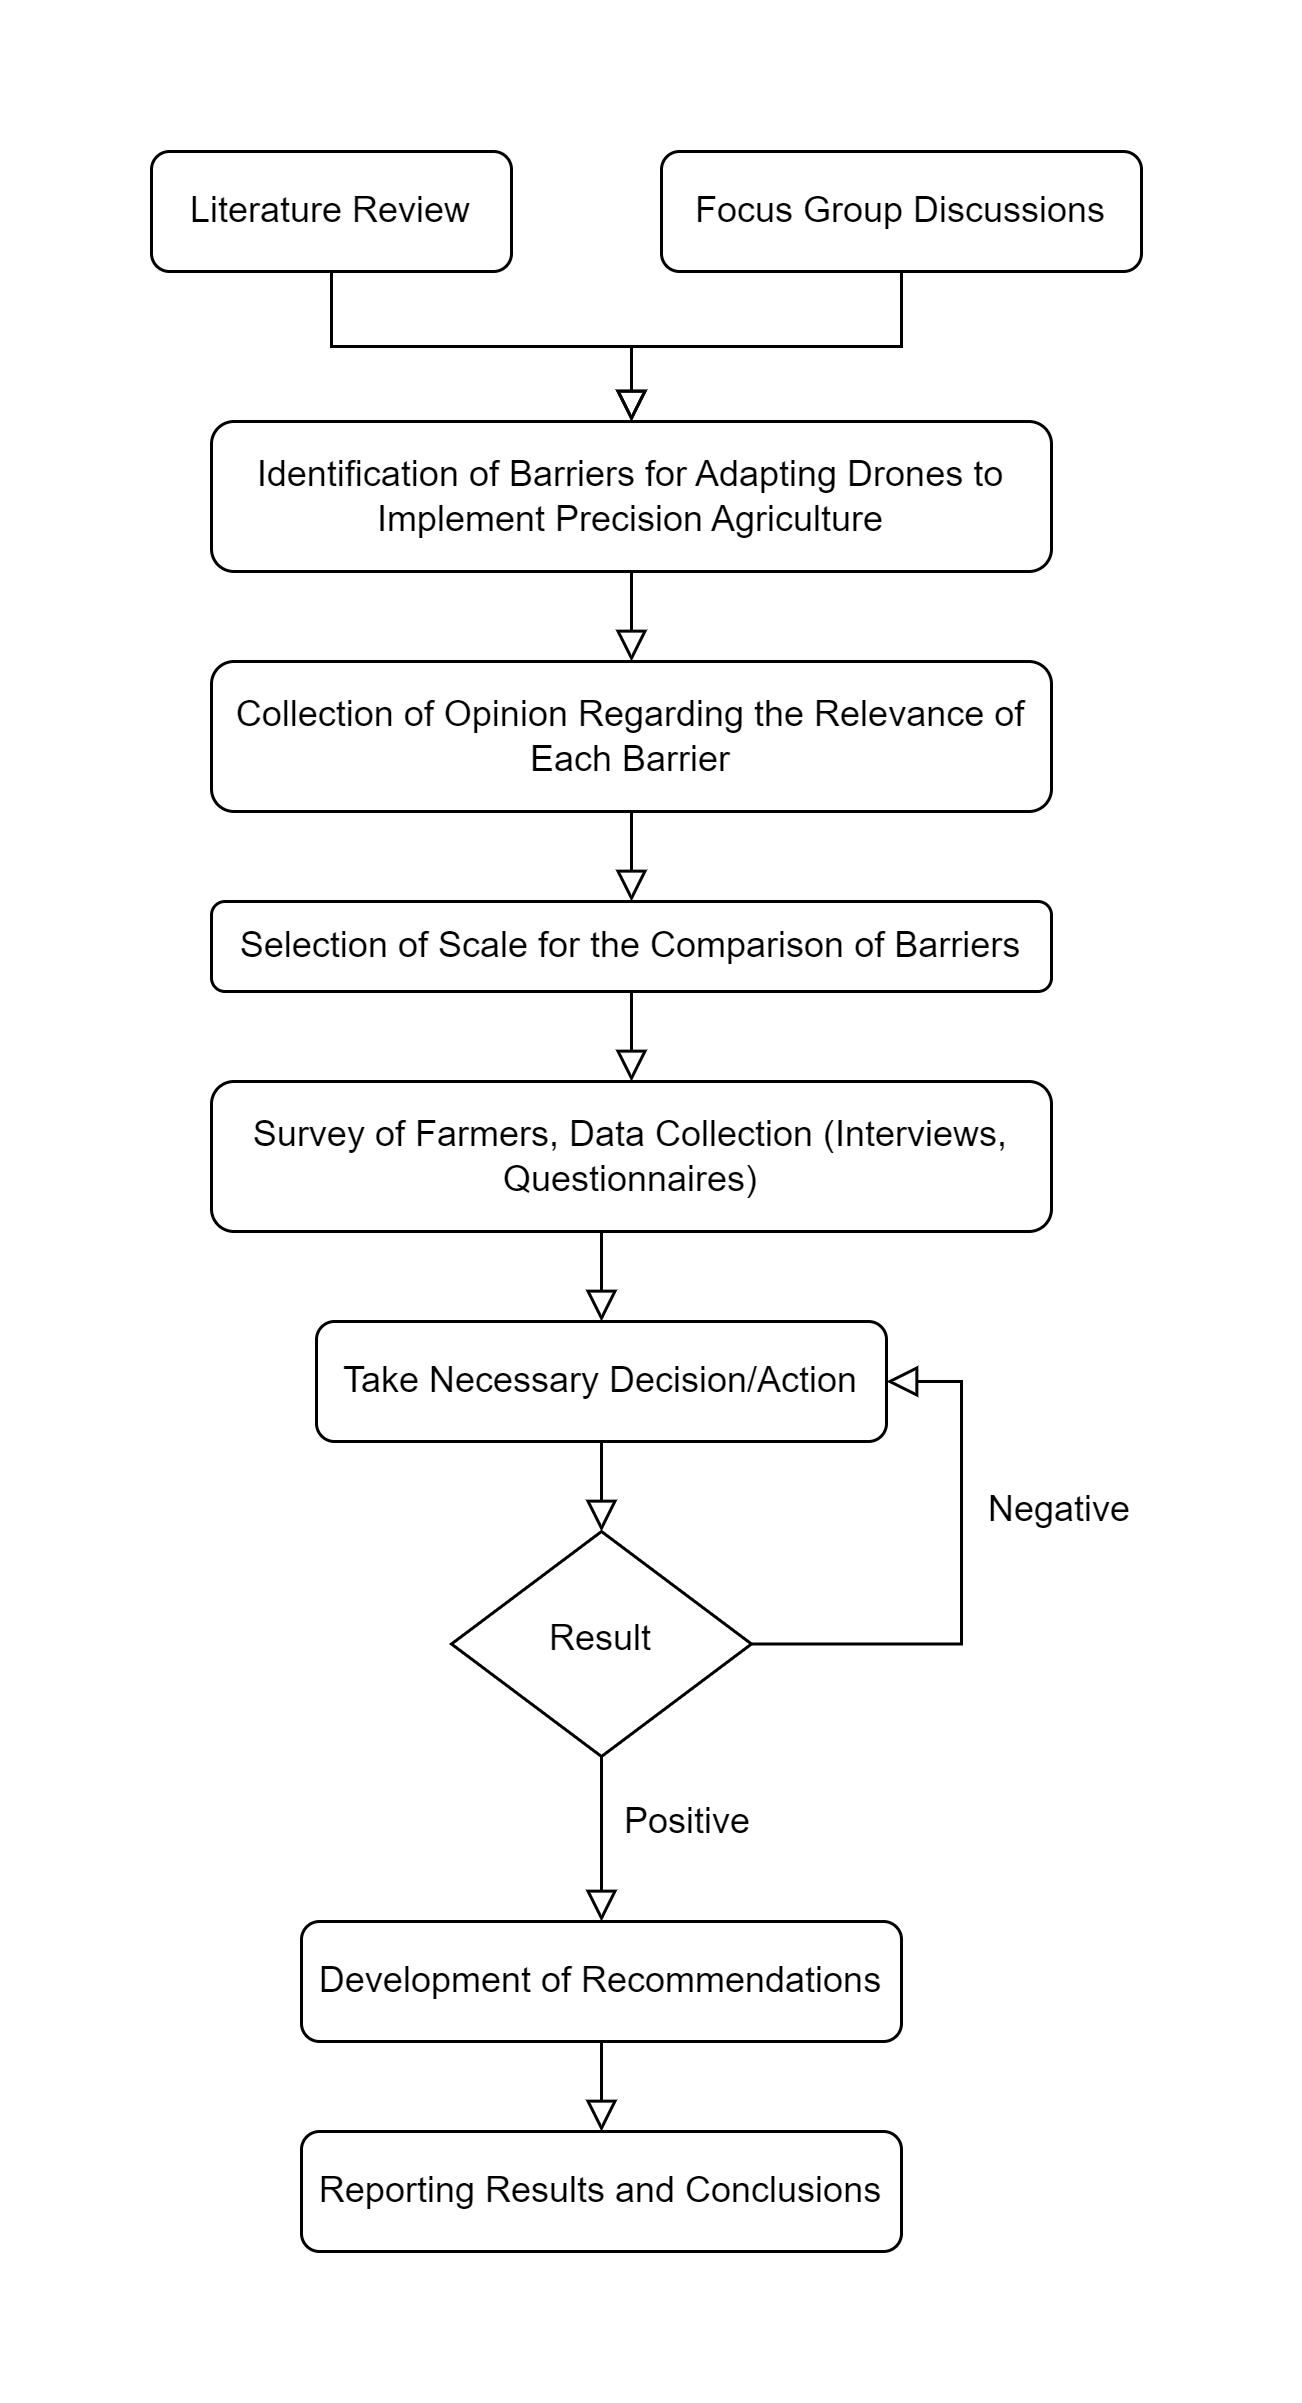 Literature Review
Focus Group Discussions
Identification of Barriers for Adapting Drones to
Implement Precision Agriculture
Collection of Opinion Regarding the Relevance of
Each Barrier
Selection of Scale for the Comparison of Barriers
Survey of Farmers, Data Collection (Interviews,
Questionnaires)
Take Necessary Decision/Action
Negative
Result
Positive
Development of Recommendations
Reporting Results and Conclusions